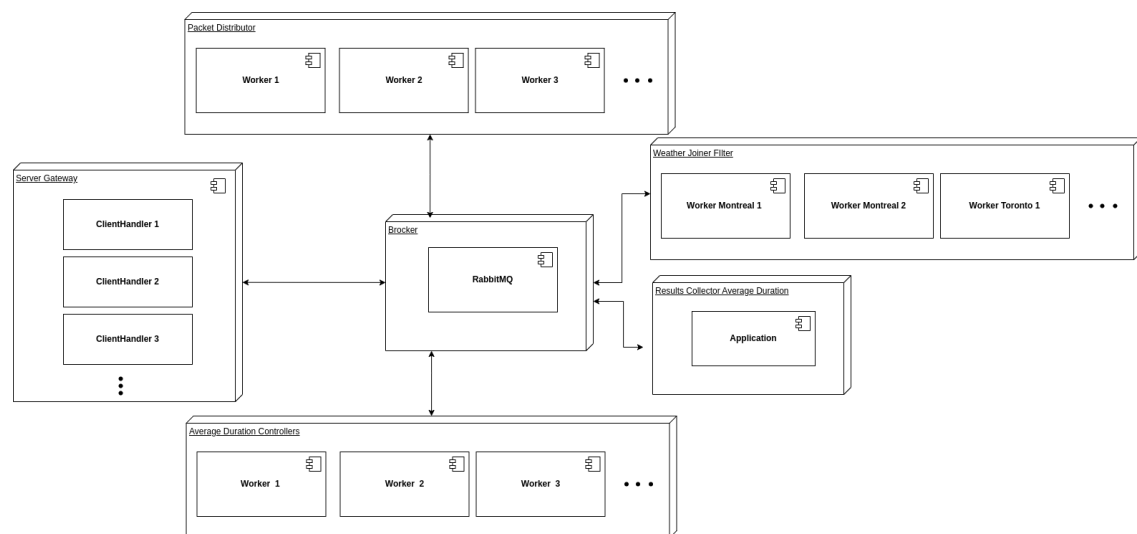 Packet Distributor
Worker 1
Worker 2
Worker 3
Weather Joiner FIlter
Worker Montreal 1
Worker Montreal 2
Worker Toronto 1
Server Gateway
ClientHandler 1
ClientHandler 2
ClientHandler 3
Brocker
RabbitMQ
Results Collector Average Duration
Application
Average Duration Controllers
Worker 1
Worker 2
Worker 3